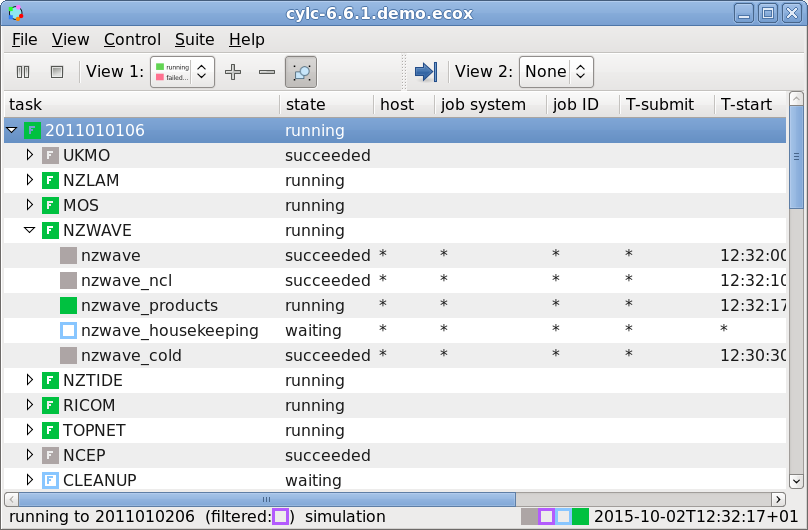 cylc-6.6.1.demo.ecox
File View Control Suite Help
View 1: running failed... View 2: None
task state host job system job ID T-submit T-start
F 2011010106 running
F UKMO succeeded
F NZLAM running
F MOS running
F NZWAVE running
nzwave succeeded * * * * 12:32:00
nzwave_ncl succeeded * * * * 12:32:10
nzwave_products running * * * * 12:32:17
nzwave_housekeeping waiting * * * * *
nzwave_cold succeeded * * * * 12:30:30
F NZTIDE running
F RICOM running
F TOPNET running
F NCEP succeeded
F CLEANUP waiting
running to 2011010206 (filtered: ) simulation 2015-10-02T12:32:17+01